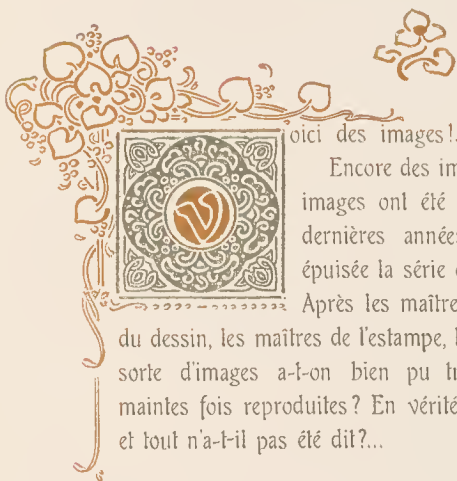 Voici des images!..
Encore des im
images ont été
dernières année
épuisée la série
Après les maître
du dessin, les maîtres de l'estampe,
sorte d'images a-t-on bien pu
maintes fois reproduites? En vérité
et tout n'a-t-il pas été dit?...